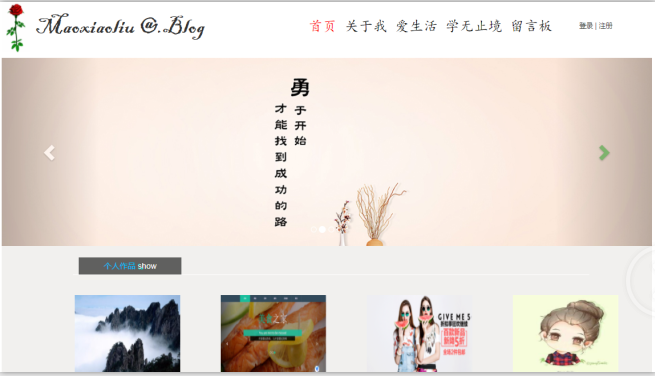 Maoxiaoliu @.Blog
首页 关于我 爱生活 学无止境 留言板
登录 | 注册
勇于开始
才能找到成功的路
个人作品 show
GIVE ME 5